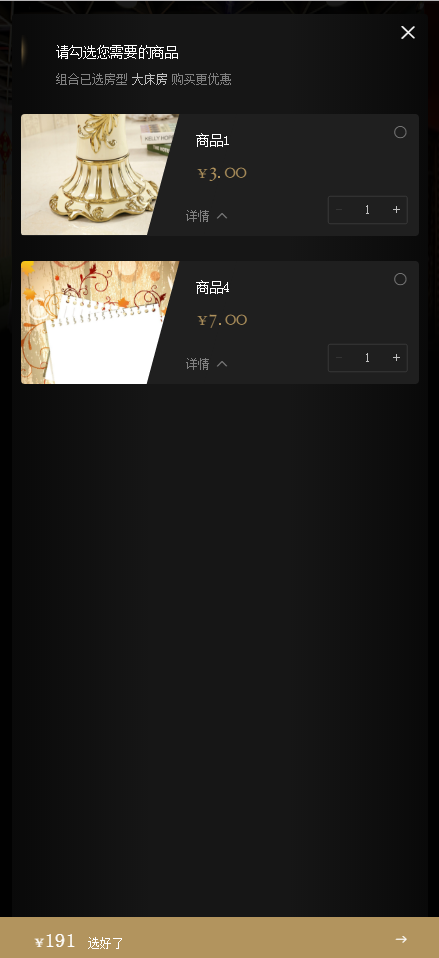 请勾选您需要的商品
组合已选房型 大床房 购买更优惠
HELLY HOP
商品1
¥3.00
详情
- 1 +
商品4
¥7.00
详情
- 1 +
¥191 选好了